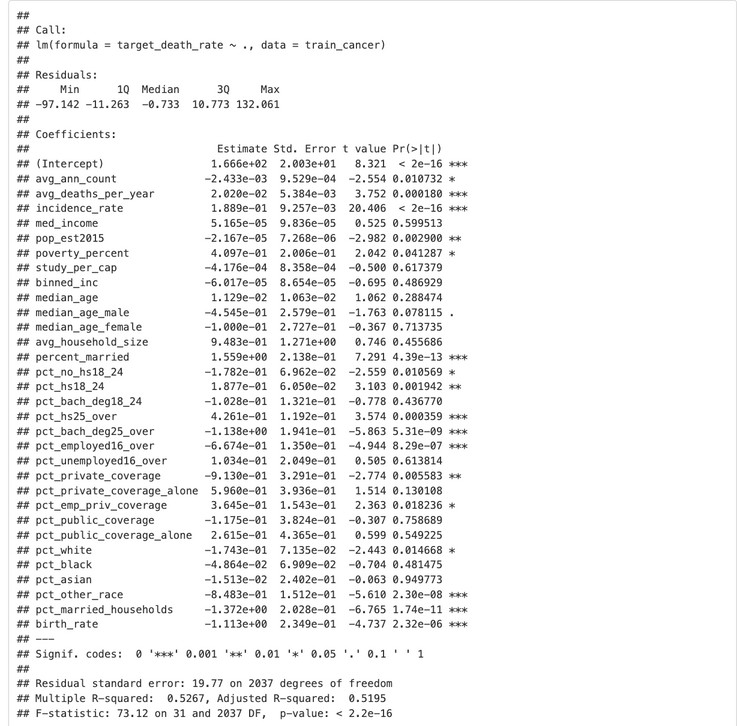 ##
## Call:
## lm(formula = target_death_rate ~ ., data = train_cancer)
##
## Residuals:
##     Min      1Q  Median      3Q     Max
## -97.142 -11.263  -0.733  10.773 132.061
##
## Coefficients:
##                              Estimate Std. Error t value Pr(>|t|)
## (Intercept)                 1.666e+02  2.003e+01   8.321  < 2e-16 ***
## avg_ann_count              -2.433e-03  9.529e-04  -2.554 0.010732 *
## avg_deaths_per_year         2.020e-02  5.384e-03   3.752 0.000180 ***
## incidence_rate              1.889e-01  9.257e-03  20.406  < 2e-16 ***
## med_income                  5.165e-05  9.836e-05   0.525 0.599513
## pop_est2015                -2.167e-05  7.268e-06  -2.982 0.002900 **
## poverty_percent             4.097e-01  2.006e-01   2.042 0.041287 *
## study_per_cap              -4.176e-04  8.358e-04  -0.500 0.617379
## binned_inc                 -6.017e-05  8.654e-05  -0.695 0.486929
## median_age                  1.129e-02  1.063e-02   1.062 0.288474
## median_age_male            -4.545e-01  2.579e-01  -1.763 0.078115 .
## median_age_female          -1.000e-01  2.727e-01  -0.367 0.713735
## avg_household_size          9.483e-01  1.271e+00   0.746 0.455686
## percent_married             1.559e+00  2.138e-01   7.291 4.39e-13 ***
## pct_no_hs18_24             -1.782e-01  6.962e-02  -2.559 0.010569 *
## pct_hs18_24                 1.877e-01  6.050e-02   3.103 0.001942 **
## pct_bach_deg18_24          -1.028e-01  1.321e-01  -0.778 0.436770
## pct_hs25_over               4.261e-01  1.192e-01   3.574 0.000359 ***
## pct_bach_deg25_over        -1.138e+00  1.941e-01  -5.863 5.31e-09 ***
## pct_employed16_over        -6.674e-01  1.350e-01  -4.944 8.29e-07 ***
## pct_unemployed16_over       1.034e-01  2.049e-01   0.505 0.613814
## pct_private_coverage       -9.130e-01  3.291e-01  -2.774 0.005583 **
## pct_private_coverage_alone  5.960e-01  3.936e-01   1.514 0.130108
## pct_emp_priv_coverage       3.645e-01  1.543e-01   2.363 0.018236 *
## pct_public_coverage        -1.175e-01  3.824e-01  -0.307 0.758689
## pct_public_coverage_alone   2.615e-01  4.365e-01   0.599 0.549225
## pct_white                  -1.743e-01  7.135e-02  -2.443 0.014668 *
## pct_black                  -4.864e-02  6.909e-02  -0.704 0.481475
## pct_asian                  -1.513e-02  2.402e-01  -0.063 0.949773
## pct_other_race             -8.483e-01  1.512e-01  -5.610 2.30e-08 ***
## pct_married_households     -1.372e+00  2.028e-01  -6.765 1.74e-11 ***
## birth_rate                 -1.113e+00  2.349e-01  -4.737 2.32e-06 ***
## ---
## Signif. codes:  0 '***' 0.001 '**' 0.01 '*' 0.05 '.' 0.1 ' ' 1
##
## Residual standard error: 19.77 on 2037 degrees of freedom
## Multiple R-squared:  0.5267, Adjusted R-squared:  0.5195
## F-statistic: 73.12 on 31 and 2037 DF,  p-value: < 2.2e-16